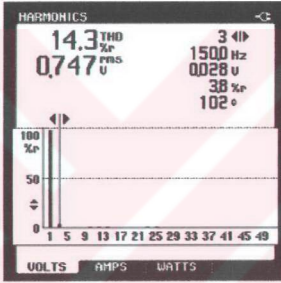 HARMONICS
14.3 THD %r
3
0,747 rms V
150,0 Hz
0,028 V
3,8 %r
102 °
100
%r
50
0
1 5 9 13 17 21 25 29 33 37 41 45 49
VOLTS AMPS WATTS